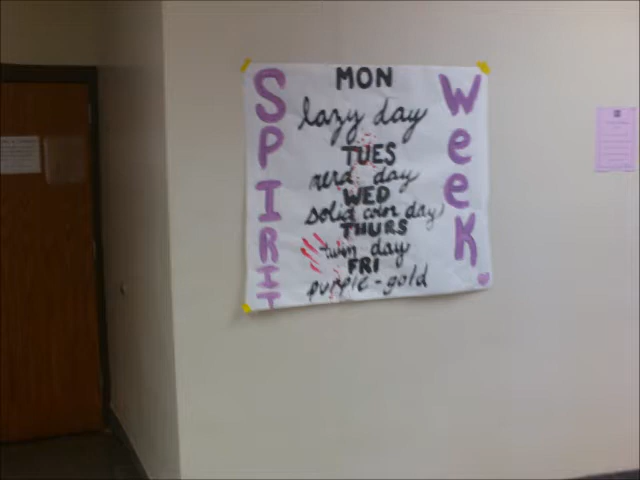 SPIRIT
MON
lazy day
TUES
nerd day
WED
solid color day
THURS
twin day
FRI
purple-gold
Week